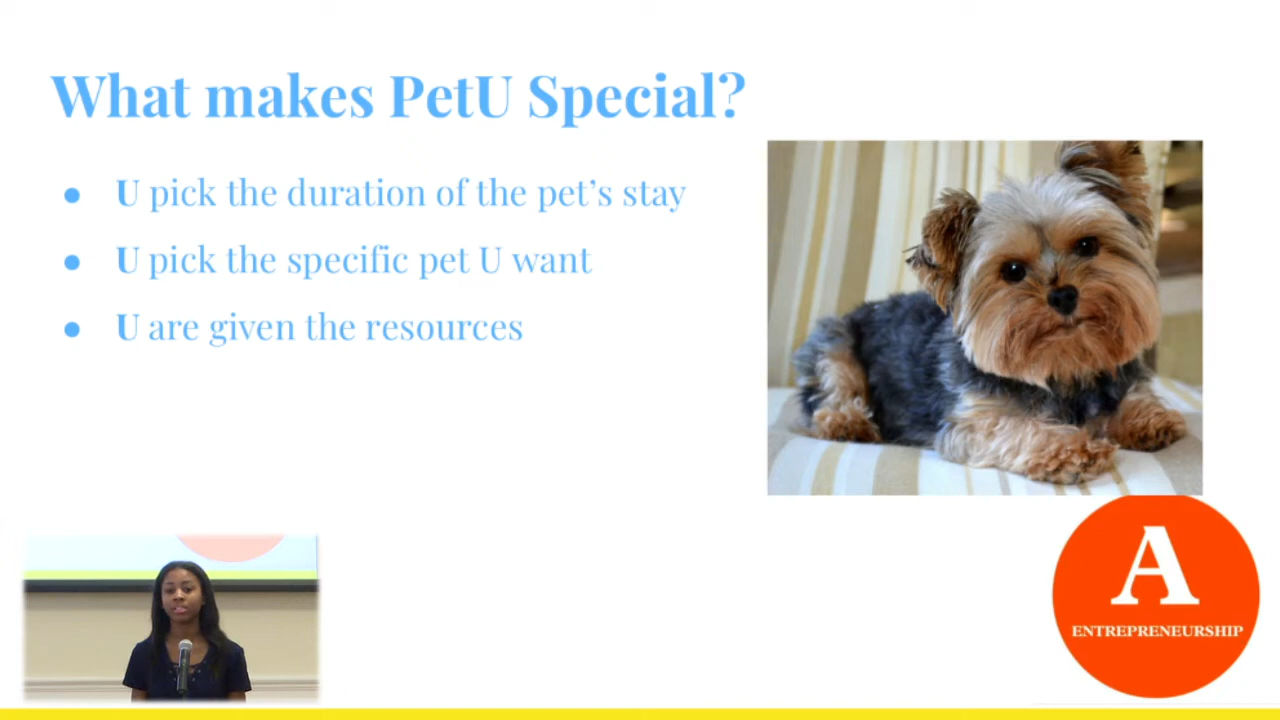 What makes PetU Special?
● U pick the duration of the pet’s stay
● U pick the specific pet U want
● U are given the resources
A
ENTREPRENEURSHIP